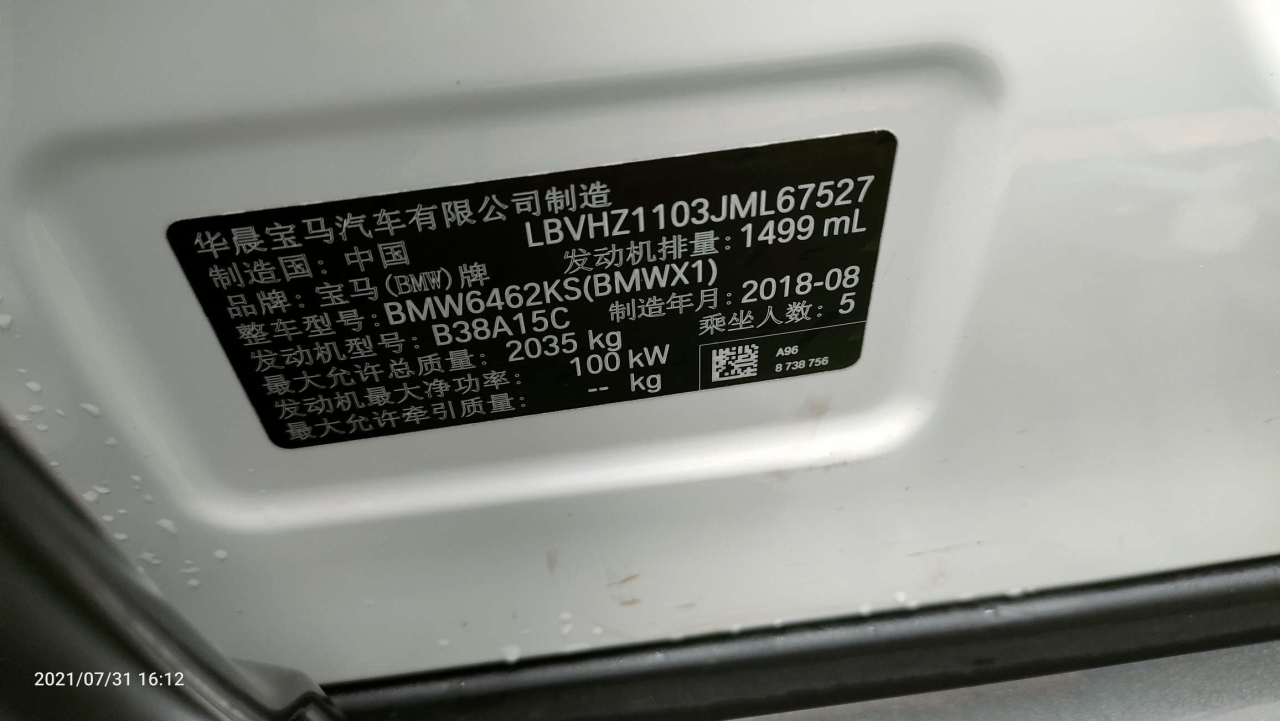 华晨宝马汽车有限公司制造
制造国：中国 LBVHZ1103JML67527
品牌：宝马(BMW)牌 发动机排量：1499 mL
整车型号：BMW6462KS(BMWX1)
发动机型号：B38A15C 制造年月：2018-08
最大允许总质量：2035 kg 乘坐人数：5
发动机最大净功率：100 kW
最大允许牵引质量：-- kg
A96
8 738 756
2021/07/31 16:12